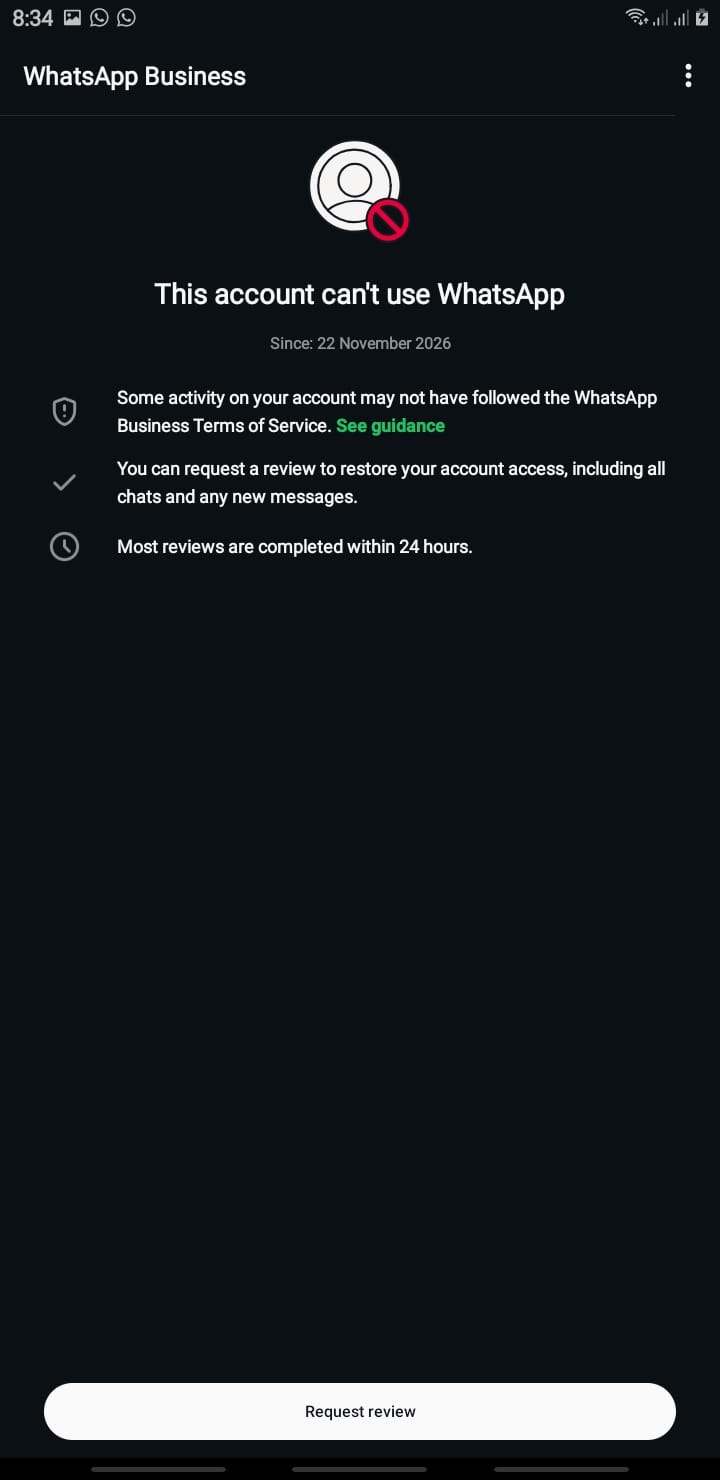 8:34
WhatsApp Business
This account can't use WhatsApp
Since: 22 November 2026
Some activity on your account may not have followed the WhatsApp
Business Terms of Service. See guidance
You can request a review to restore your account access, including all
chats and any new messages.
Most reviews are completed within 24 hours.
Request review